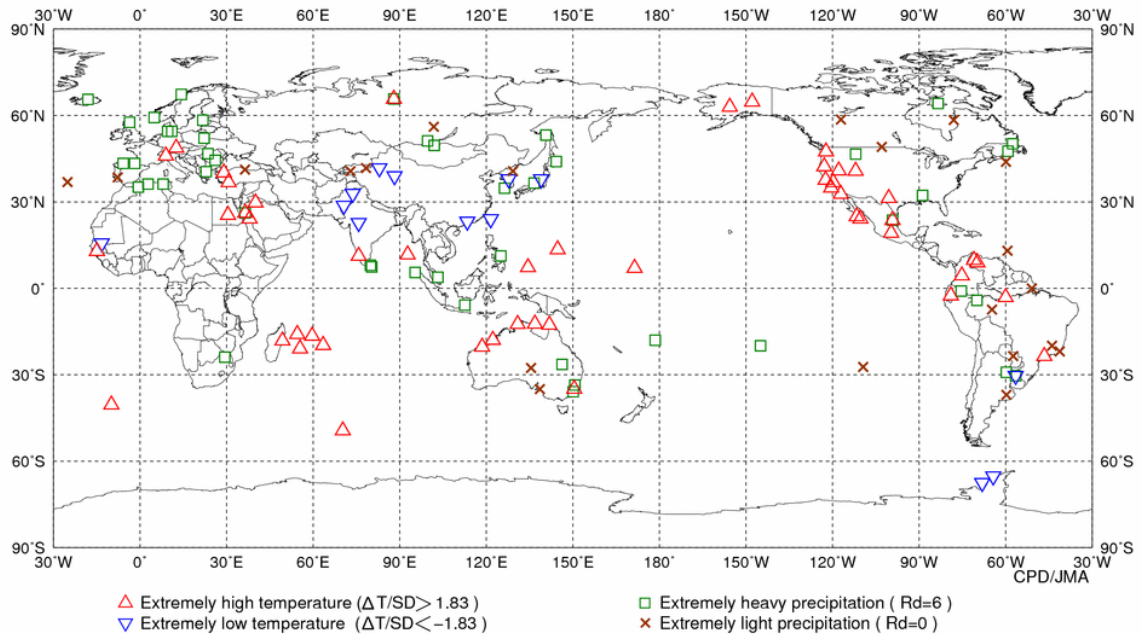 30°W 0° 30°E 60°E 90°E 120°E 150°E 180° 150°W 120°W 90°W 60°W 30°W
90°N 90°N
60°N 60°N
30°N 30°N
0° 0°
30°S 30°S
60°S 60°S
90°S 90°S
30°W 0° 30°E 60°E 90°E 120°E 150°E 180° 150°W 120°W 90°W 60°W 30°W
CPD/JMA
Extremely high temperature (ΔT/SD>1.83) Extremely heavy precipitation ( Rd=6 )
Extremely low temperature (ΔT/SD<−1.83) Extremely light precipitation ( Rd=0 )